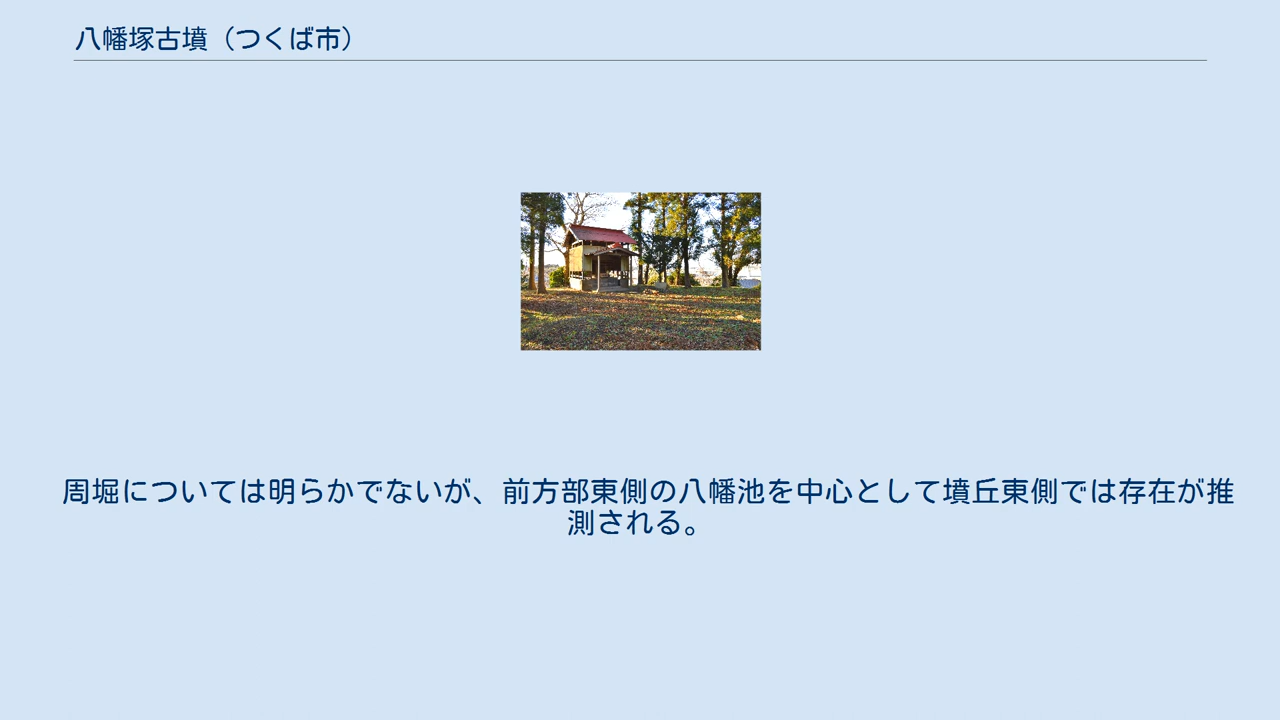 八幡塚古墳（つくば市）
周堀については明らかでないが、前方部東側の八幡池を中心として墳丘東側では存在が推
測される。